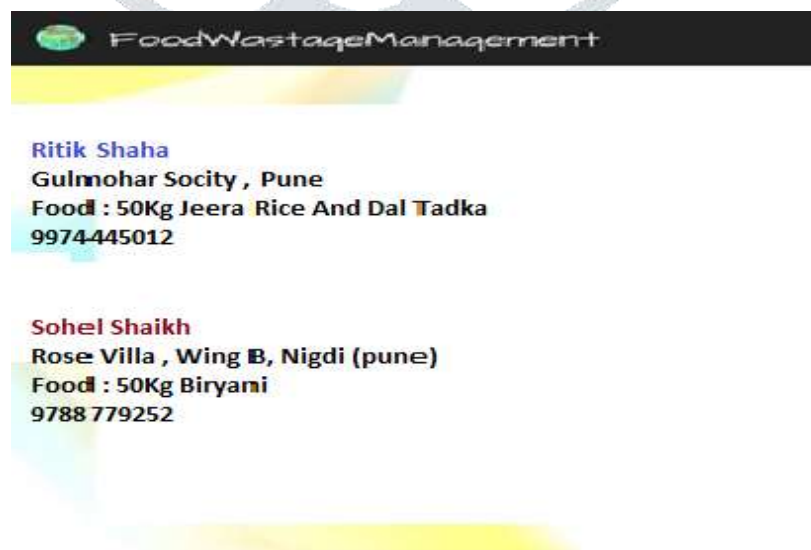 FoodWastageManagement
Ritik Shaha
Gulmohar Socity , Pune
Food : 50Kg Jeera Rice And Dal Tadka
9974445012
Sohel Shaikh
Rose Villa , Wing B, Nigdi (pune)
Food : 50Kg Biryani
9788779252